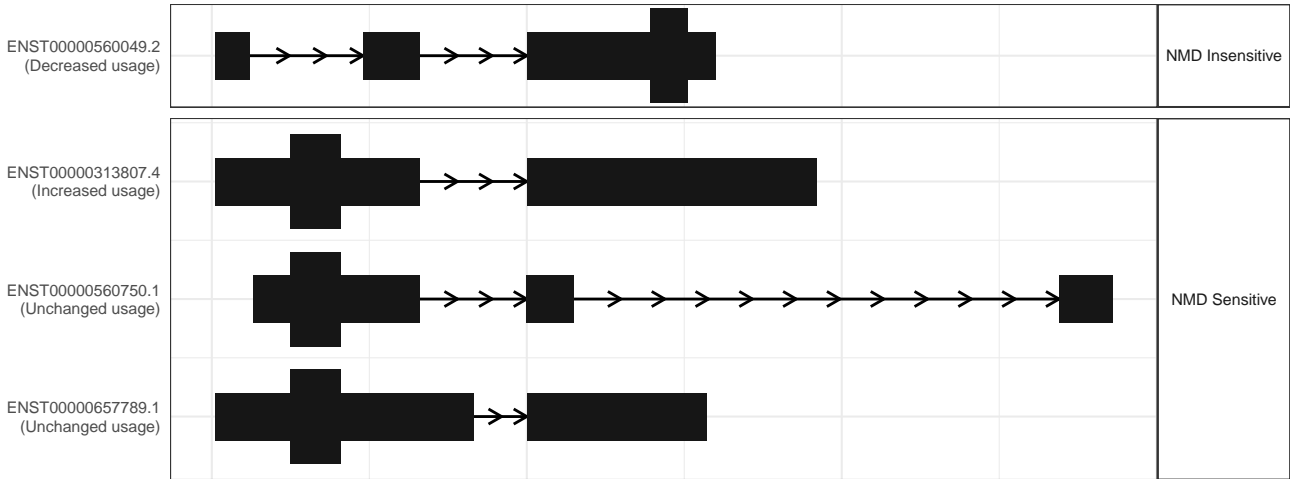 ENST00000560049.2
(Decreased usage)
NMD Insensitive
ENST00000313807.4
(Increased usage)
ENST00000560750.1
(Unchanged usage)
NMD Sensitive
ENST00000657789.1
(Unchanged usage)